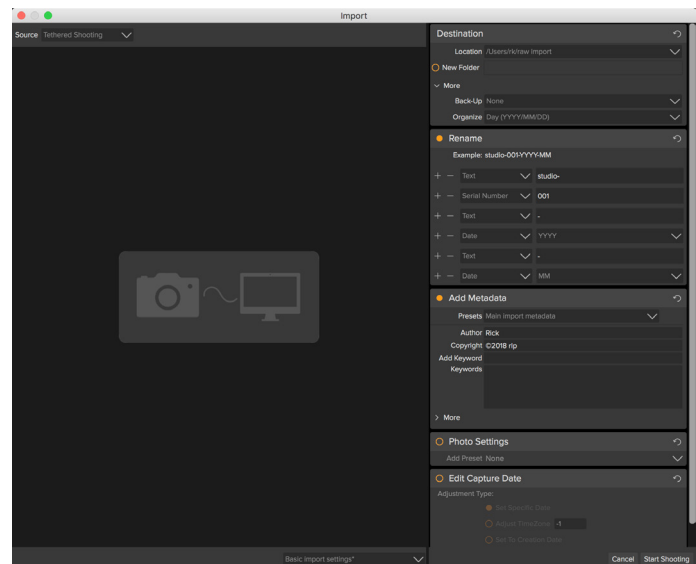 Import
Source Tethered Shooting
Destination
Location /Users/rk/raw import
New Folder
More
Back-Up None
Organize Day (YYYY/MM/DD)
Rename
Example: studio-001-YYYY-MM
+ − Text studio-
+ − Serial Number 001
+ − Text -
+ − Date YYYY
+ − Text -
+ − Date MM
Add Metadata
Presets Main import metadata
Author Rick
Copyright ©2018 rlp
Add Keyword
Keywords
More
Photo Settings
Add Preset None
Edit Capture Date
Adjustment Type:
Set Specific Date
Adjust TimeZone -1
Set To Creation Date
Basic import settings*
Cancel Start Shooting